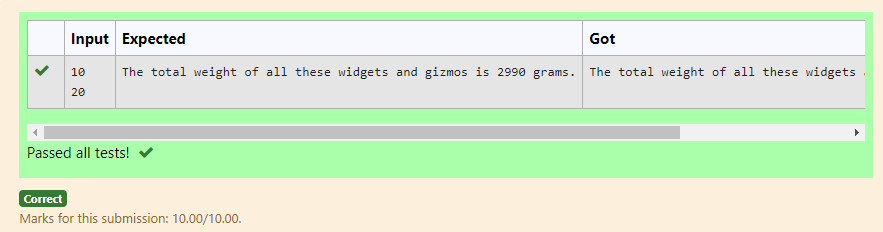 Input Expected Got
10 The total weight of all these widgets and gizmos is 2990 grams. The total weight of all these widgets
20
Passed all tests!
Correct
Marks for this submission: 10.00/10.00.